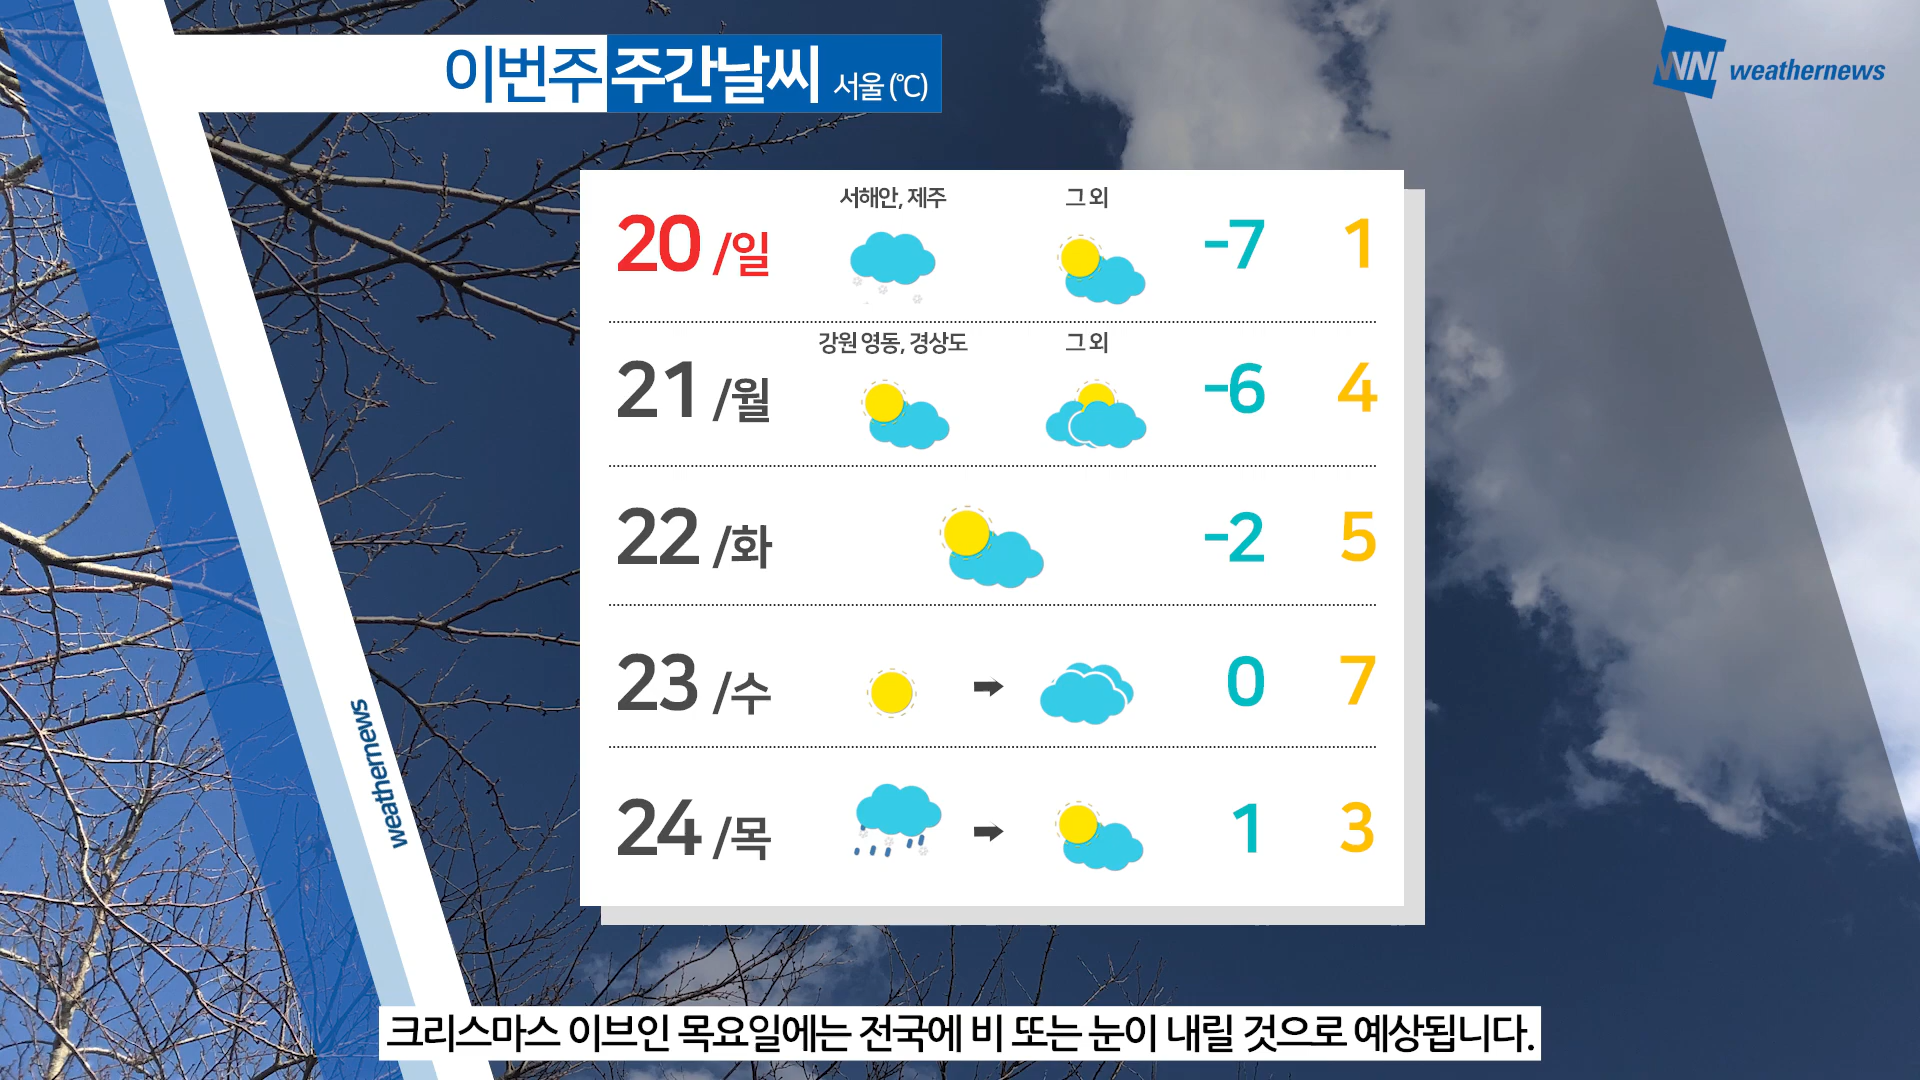 이번주 주간날씨 서울 (℃)
weathernews
서해안, 제주 그 외
20 /일 -7 1
강원 영동, 경상도 그 외
21 /월 -6 4
22 /화 -2 5
23 /수 0 7
24 /목 1 3
weathernews
크리스마스 이브인 목요일에는 전국에 비 또는 눈이 내릴 것으로 예상됩니다.